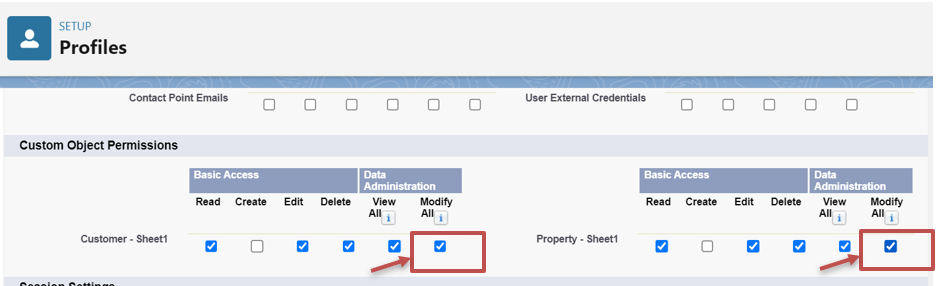 SETUP
Profiles
Contact Point Emails
User External Credentials
Custom Object Permissions
Basic Access
Data
Administration
Basic Access
Data
Administration
Read Create Edit Delete View
All i Modify
All i
Read Create Edit Delete View
All i Modify
All i
Customer - Sheet1
Property - Sheet1
Session Settings